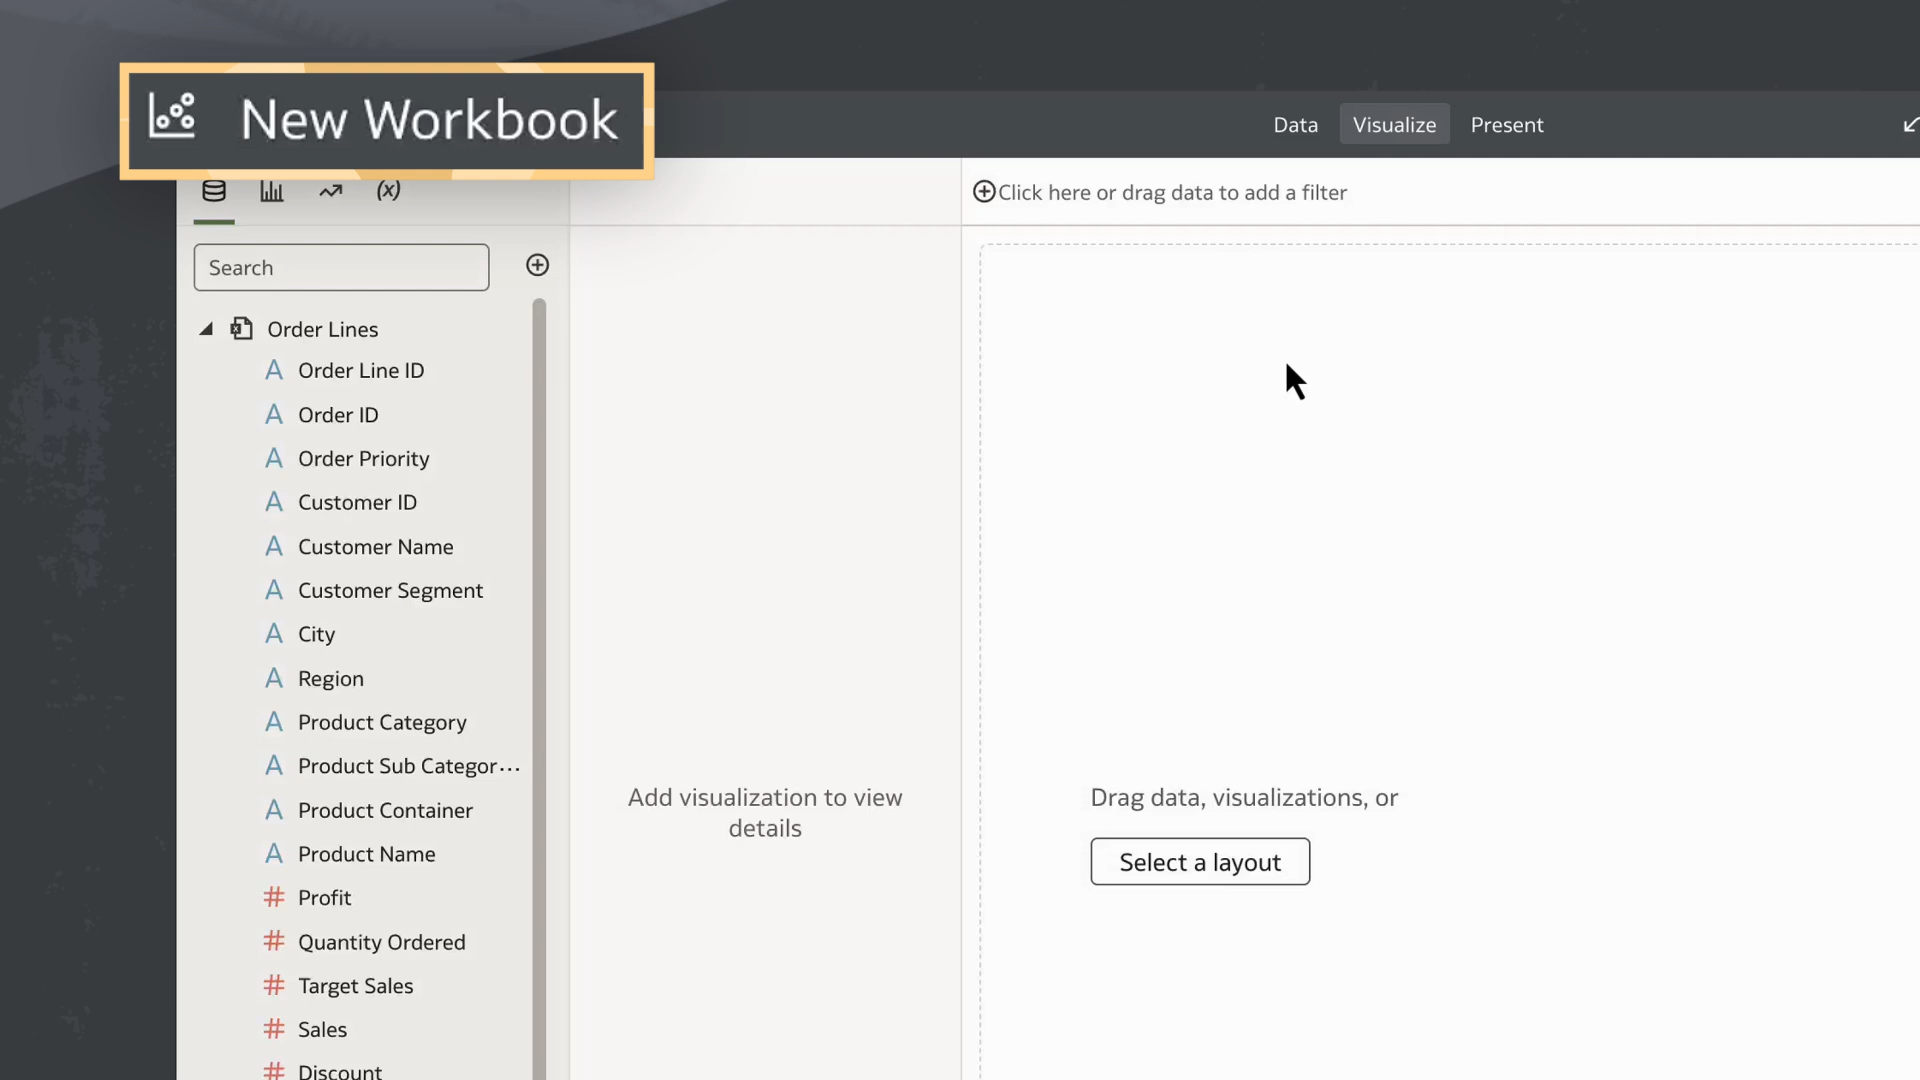 New Workbook
Data
Visualize
Present
(x)
Click here or drag data to add a filter
Search
Order Lines
A Order Line ID
A Order ID
A Order Priority
A Customer ID
A Customer Name
A Customer Segment
A City
A Region
A Product Category
A Product Sub Categor...
A Product Container
A Product Name
# Profit
# Quantity Ordered
# Target Sales
# Sales
# Discount
Add visualization to view
details
Drag data, visualizations, or
Select a layout